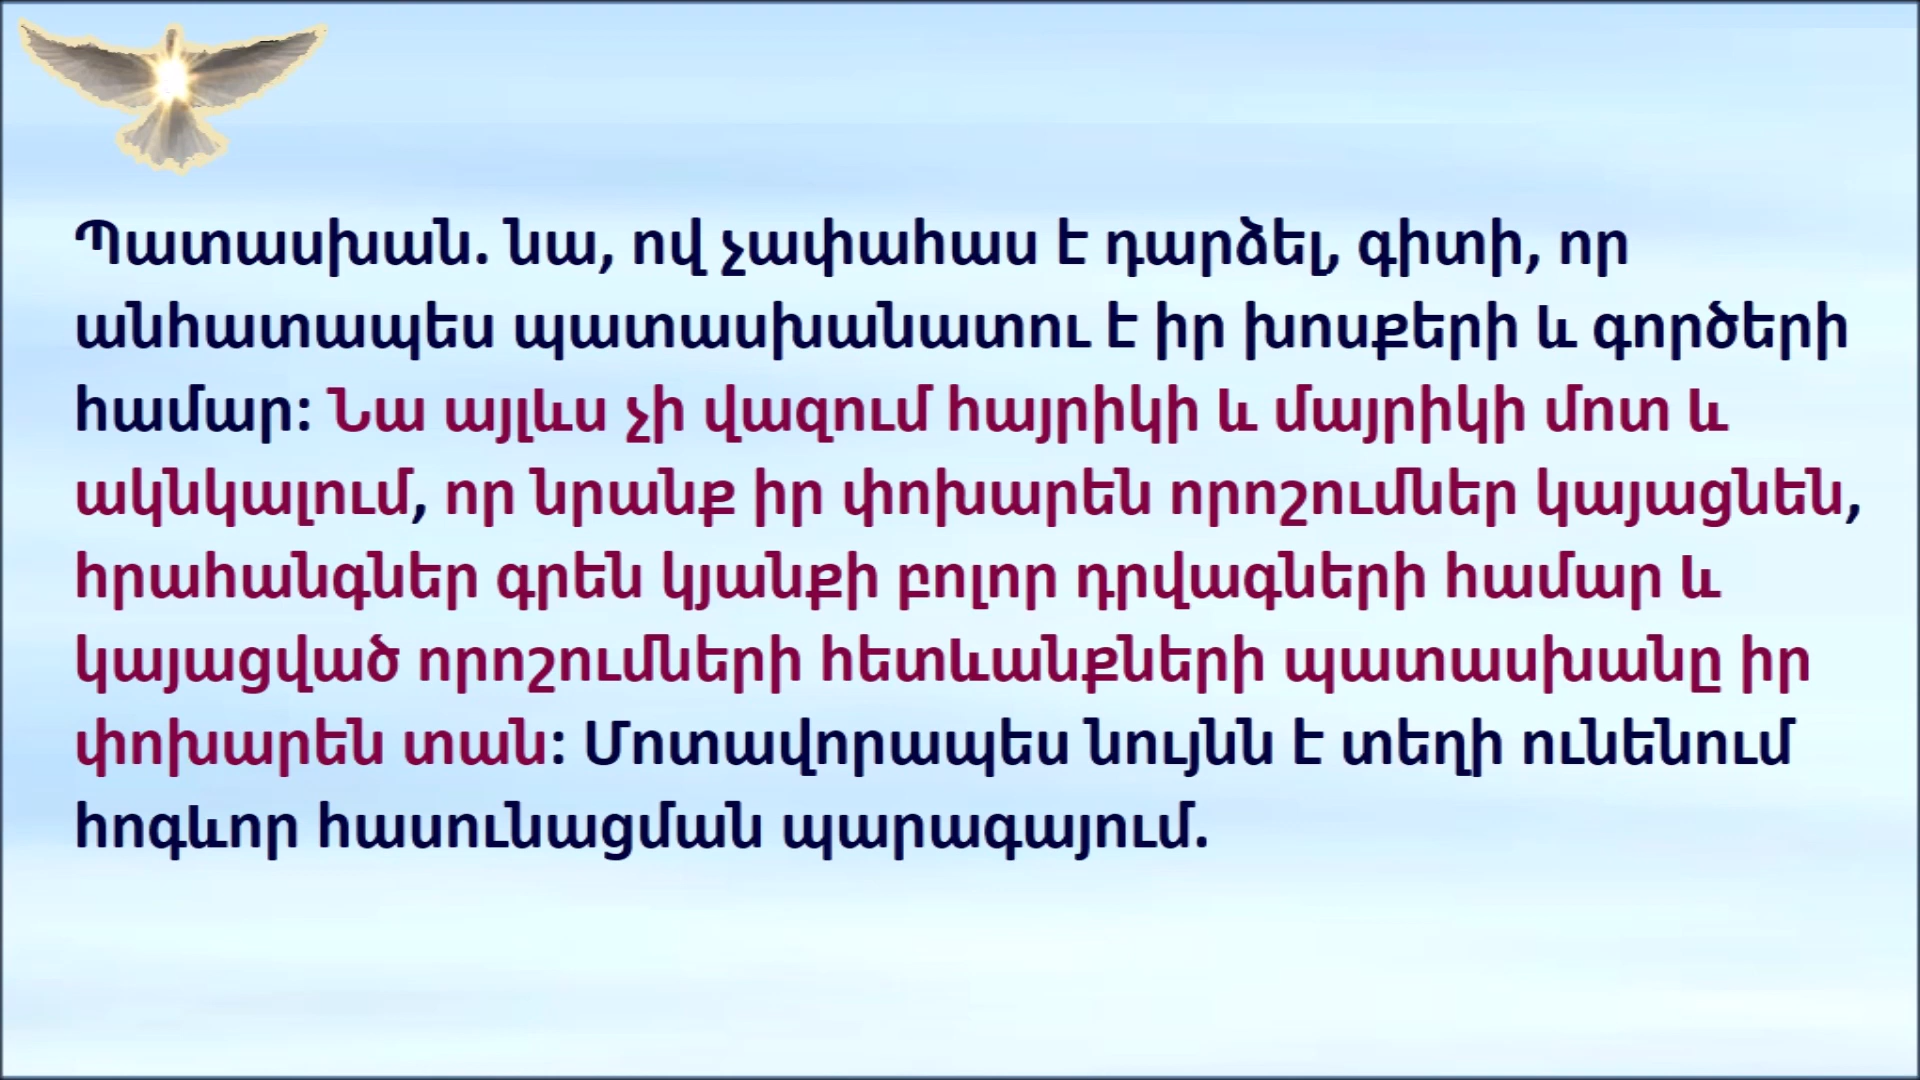 Պատասխան. նա, ով չափահաս է դարձել, գիտի, որ
անհատապես պատասխանատու է իր խոսքերի և գործերի
համար: Նա այլևս չի վազում հայրիկի և մայրիկի մոտ և
ակնկալում, որ նրանք իր փոխարեն որոշումներ կայացնեն,
հրահանգներ գրեն կյանքի բոլոր դրվագների համար և
կայացված որոշումների հետևանքների պատասխանը իր
փոխարեն տան: Մոտավորապես նույնն է տեղի ունենում
հոգևոր հասունացման պարագայում.